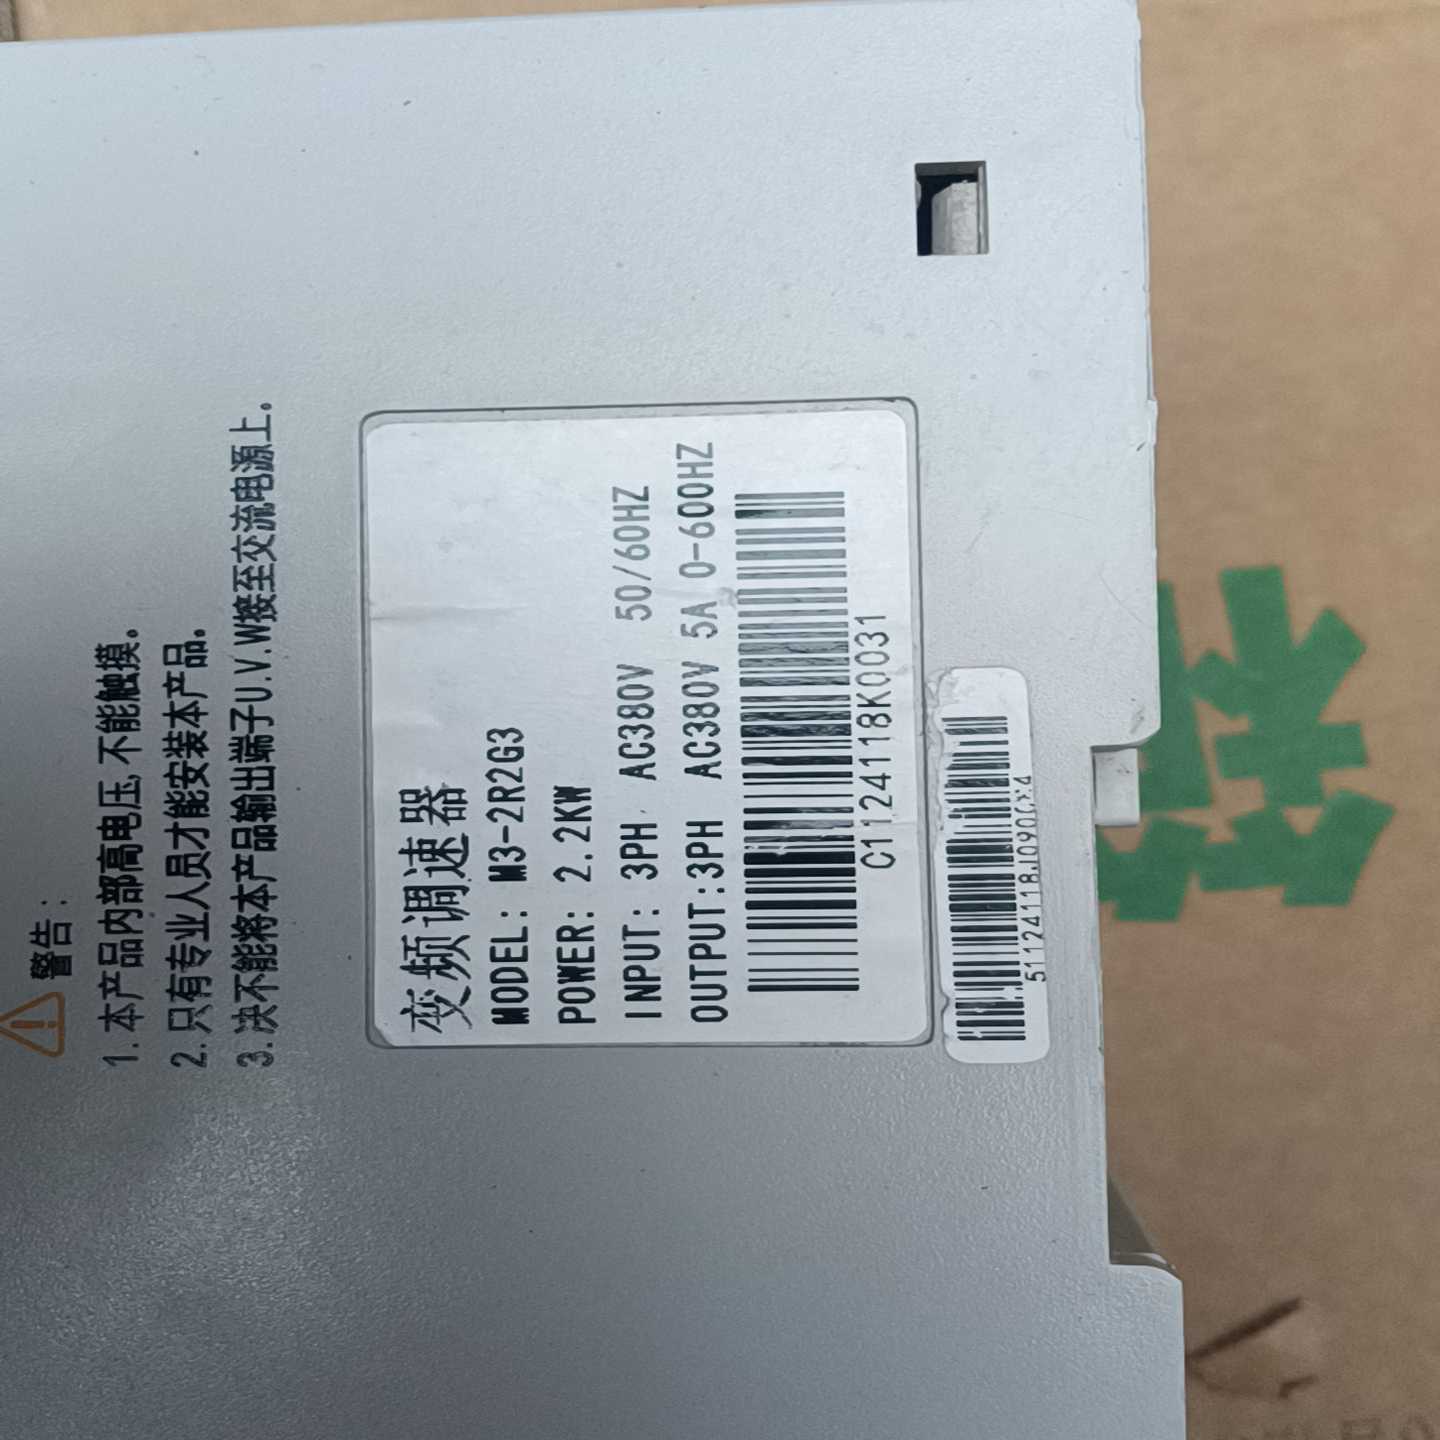 警告：
1.本产品内部高电压,不能触摸。
2.只有专业人员才能安装本产品。
3.决不能将本产品输出端子U.V.W接至交流电源上。
变频调速器
MODEL: M3-2R2G3
POWER: 2.2KW
INPUT: 3PH AC380V 50/60HZ
OUTPUT:3PH AC380V 5A 0-600HZ
C11241118K0031